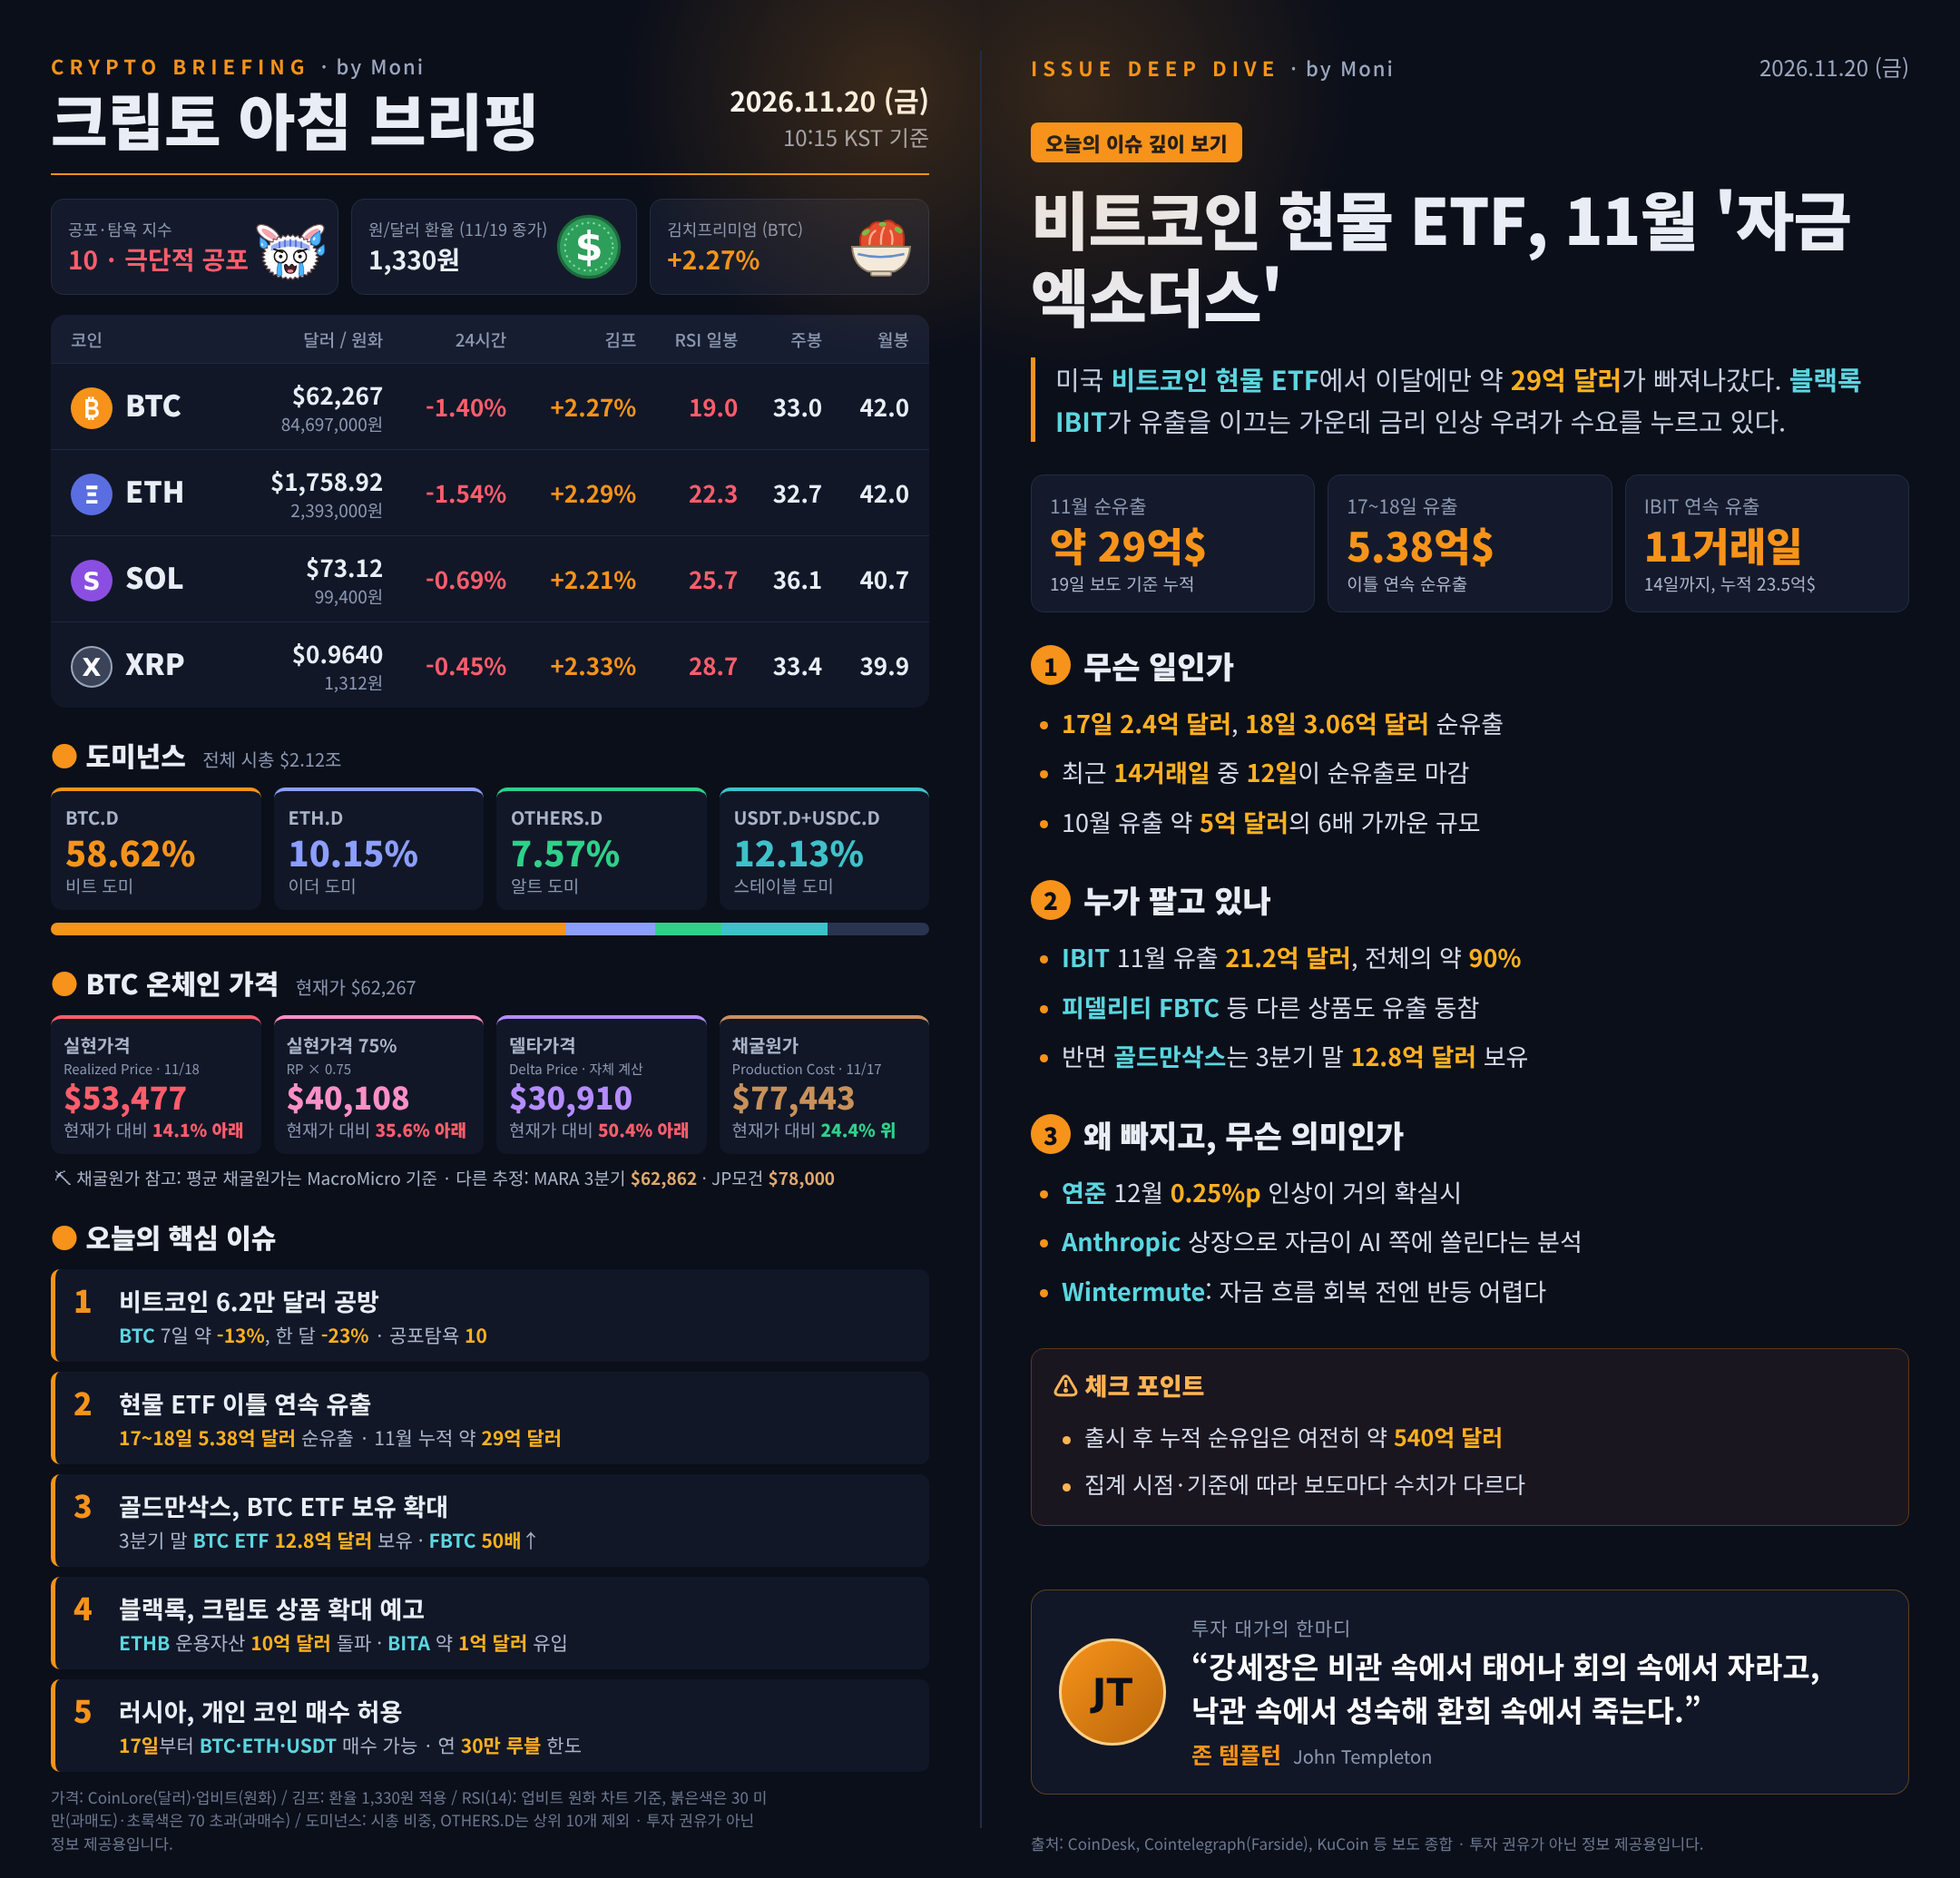 CRYPTO BRIEFING · by Moni
크립토 아침 브리핑
2026.11.20 (금)
10:15 KST 기준
공포·탐욕 지수
10 · 극단적 공포
원/달러 환율 (11/19 종가)
1,330원
$
김치프리미엄 (BTC)
+2.27%
코인 달러 / 원화 24시간 김프 RSI 일봉 주봉 월봉
₿ BTC $62,267 -1.40% +2.27% 19.0 33.0 42.0
84,697,000원
Ξ ETH $1,758.92 -1.54% +2.29% 22.3 32.7 42.0
2,393,000원
S SOL $73.12 -0.69% +2.21% 25.7 36.1 40.7
99,400원
X XRP $0.9640 -0.45% +2.33% 28.7 33.4 39.9
1,312원
도미넌스 전체 시총 $2.12조
BTC.D
58.62%
비트 도미
ETH.D
10.15%
이더 도미
OTHERS.D
7.57%
알트 도미
USDT.D+USDC.D
12.13%
스테이블 도미
BTC 온체인 가격 현재가 $62,267
실현가격
Realized Price · 11/18
$53,477
현재가 대비 14.1% 아래
실현가격 75%
RP × 0.75
$40,108
현재가 대비 35.6% 아래
델타가격
Delta Price · 자체 계산
$30,910
현재가 대비 50.4% 아래
채굴원가
Production Cost · 11/17
$77,443
현재가 대비 24.4% 위
⛏ 채굴원가 참고: 평균 채굴원가는 MacroMicro 기준 · 다른 추정: MARA 3분기 $62,862 · JP모건 $78,000
오늘의 핵심 이슈
1 비트코인 6.2만 달러 공방
BTC 7일 약 -13%, 한 달 -23% · 공포탐욕 10
2 현물 ETF 이틀 연속 유출
17~18일 5.38억 달러 순유출 · 11월 누적 약 29억 달러
3 골드만삭스, BTC ETF 보유 확대
3분기 말 BTC ETF 12.8억 달러 보유 · FBTC 50배↑
4 블랙록, 크립토 상품 확대 예고
ETHB 운용자산 10억 달러 돌파 · BITA 약 1억 달러 유입
5 러시아, 개인 코인 매수 허용
17일부터 BTC·ETH·USDT 매수 가능 · 연 30만 루블 한도
가격: CoinLore(달러)·업비트(원화) / 김프: 환율 1,330원 적용 / RSI(14): 업비트 원화 차트 기준, 붉은색은 30 미
만(과매도)·초록색은 70 초과(과매수) / 도미넌스: 시총 비중, OTHERS.D는 상위 10개 제외 · 투자 권유가 아닌
정보 제공용입니다.
ISSUE DEEP DIVE · by Moni
2026.11.20 (금)
오늘의 이슈 깊이 보기
비트코인 현물 ETF, 11월 '자금
엑소더스'
미국 비트코인 현물 ETF에서 이달에만 약 29억 달러가 빠져나갔다. 블랙록
IBIT가 유출을 이끄는 가운데 금리 인상 우려가 수요를 누르고 있다.
11월 순유출
약 29억$
19일 보도 기준 누적
17~18일 유출
5.38억$
이틀 연속 순유출
IBIT 연속 유출
11거래일
14일까지, 누적 23.5억$
1 무슨 일인가
• 17일 2.4억 달러, 18일 3.06억 달러 순유출
• 최근 14거래일 중 12일이 순유출로 마감
• 10월 유출 약 5억 달러의 6배 가까운 규모
2 누가 팔고 있나
• IBIT 11월 유출 21.2억 달러, 전체의 약 90%
• 피델리티 FBTC 등 다른 상품도 유출 동참
• 반면 골드만삭스는 3분기 말 12.8억 달러 보유
3 왜 빠지고, 무슨 의미인가
• 연준 12월 0.25%p 인상이 거의 확실시
• Anthropic 상장으로 자금이 AI 쪽에 쏠린다는 분석
• Wintermute: 자금 흐름 회복 전엔 반등 어렵다
⚠ 체크 포인트
• 출시 후 누적 순유입은 여전히 약 540억 달러
• 집계 시점·기준에 따라 보도마다 수치가 다르다
JT
투자 대가의 한마디
“강세장은 비관 속에서 태어나 회의 속에서 자라고,
낙관 속에서 성숙해 환희 속에서 죽는다.”
존 템플턴 John Templeton
출처: CoinDesk, Cointelegraph(Farside), KuCoin 등 보도 종합 · 투자 권유가 아닌 정보 제공용입니다.